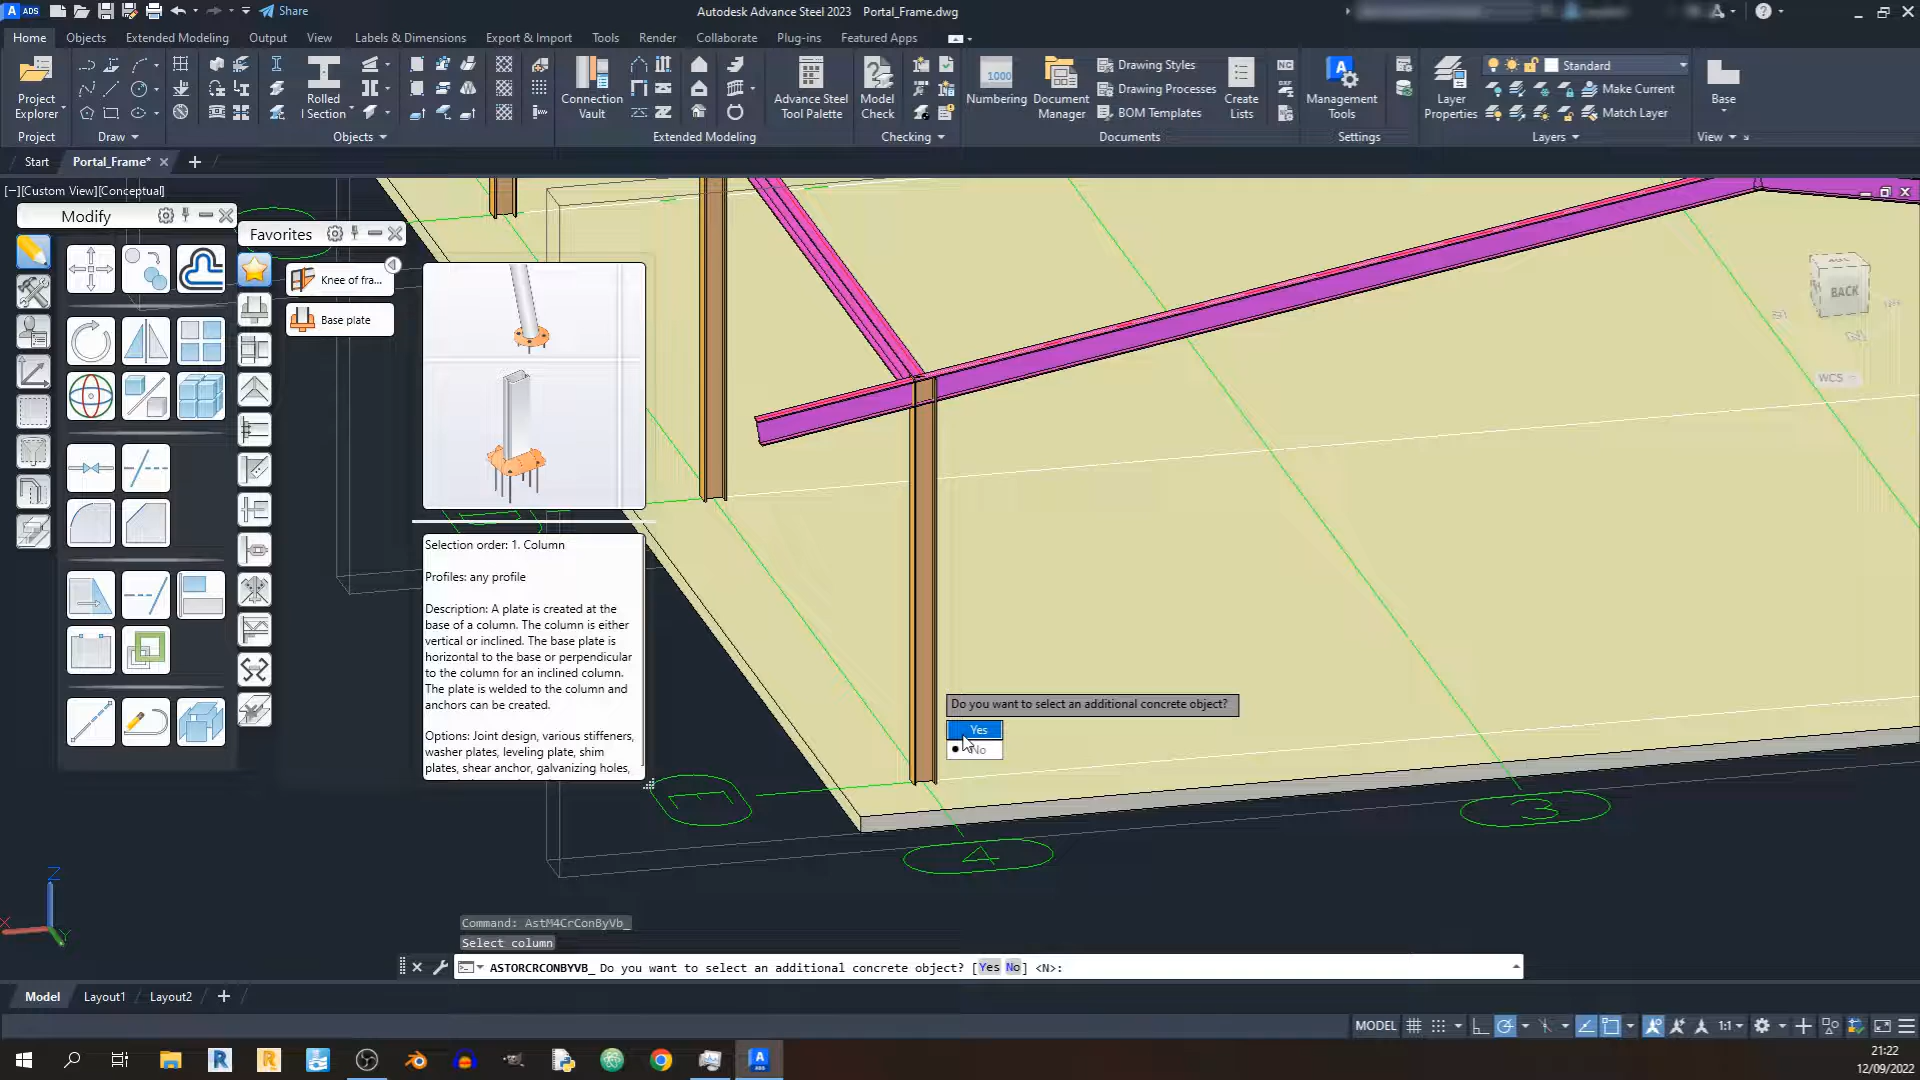 ADS
Share
Autodesk Advance Steel 2023 Portal_Frame.dwg
Home
Objects
Extended Modeling
Output
View
Labels & Dimensions
Export & Import
Tools
Render
Collaborate
Plug-ins
Featured Apps
Project
Explorer
Rolled
I Section
Connection
Vault
Advance Steel
Tool Palette
Model
Check
1000
Numbering
Document
Manager
Drawing Styles
Drawing Processes
BOM Templates
Create
Lists
NC
Management
Tools
Layer
Properties
Standard
Make Current
Match Layer
Base
Project
Draw
Objects
Extended Modeling
Checking
Documents
Settings
Layers
View
Start
Portal_Frame*
[−][Custom View][Conceptual]
Modify
Favorites
Knee of fra...
Base plate
BACK
WCS
Selection order: 1. Column
Profiles: any profile
Description: A plate is created at the
base of a column. The column is either
vertical or inclined. The base plate is
horizontal to the base or perpendicular
to the column for an inclined column.
The plate is welded to the column and
anchors can be created.
Options: Joint design, various stiffeners,
washer plates, leveling plate, shim
plates, shear anchor, galvanizing holes,
Do you want to select an additional concrete object?
Yes
No
E
4
3
Z
X
Y
Command: AstM4CrConByVb_
Select column
ASTORCRCONBYVB_ Do you want to select an additional concrete object? [Yes No] <N>:
Model
Layout1
Layout2
MODEL
1:1
21:22
12/09/2022